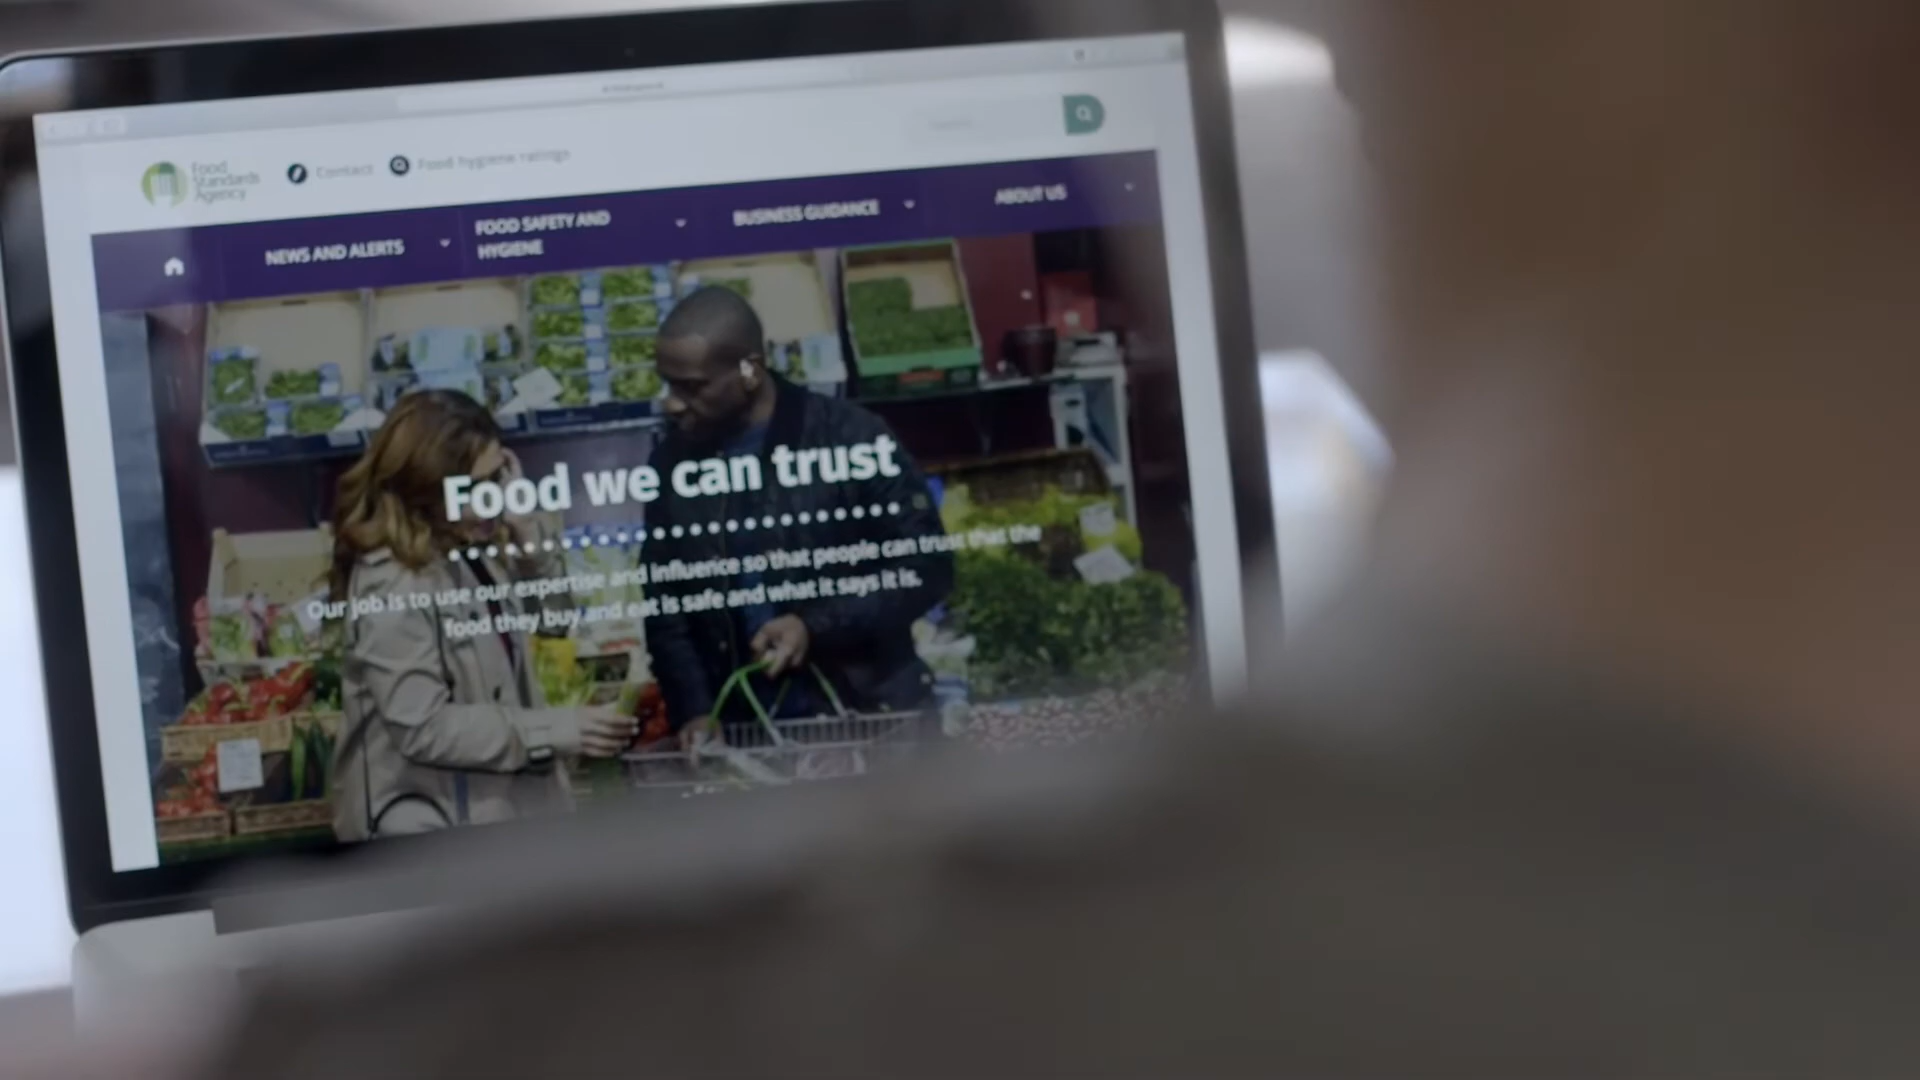 Food
Standards
Agency
Contact
Food hygiene ratings
NEWS AND ALERTS
FOOD SAFETY AND
HYGIENE
BUSINESS GUIDANCE
ABOUT US
Food we can trust
Our job is to use our expertise and influence so that people can trust that the
food they buy and eat is safe and what it says it is.